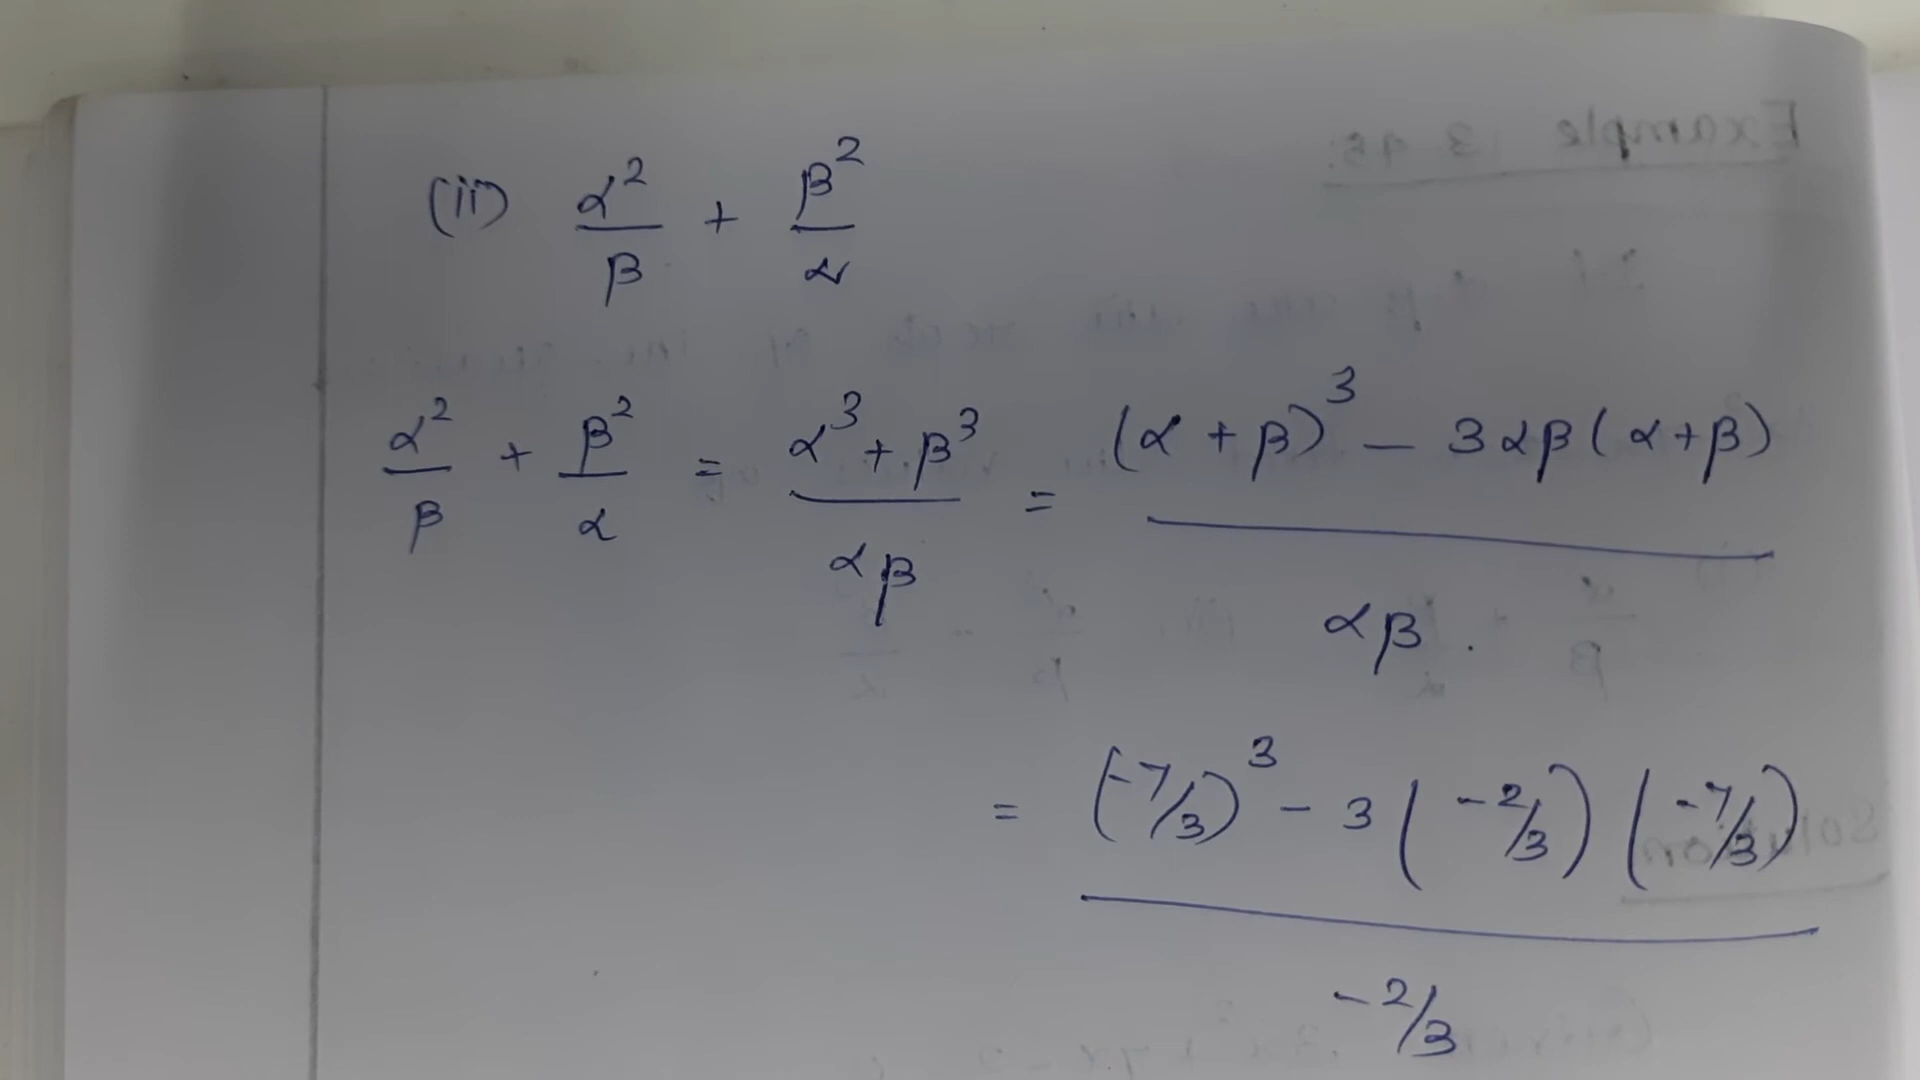 (ii) α²/β + β²/α
α²/β + β²/α = α³ + β³/αβ = (α + β)³ - 3αβ(α+β)/αβ.
= (-7/3)³ - 3(-2/3)(-7/3)/-2/3